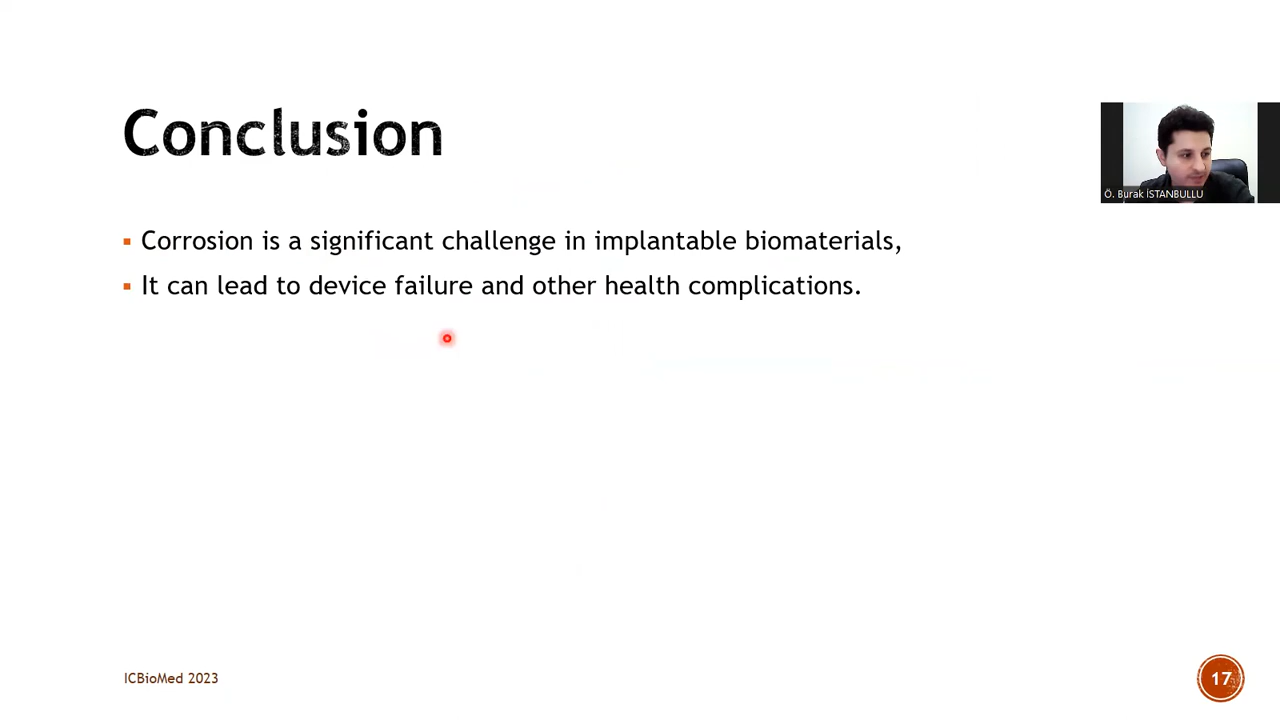 Conclusion
Corrosion is a significant challenge in implantable biomaterials,
It can lead to device failure and other health complications.
Ö. Burak İSTANBULLU
ICBioMed 2023
17